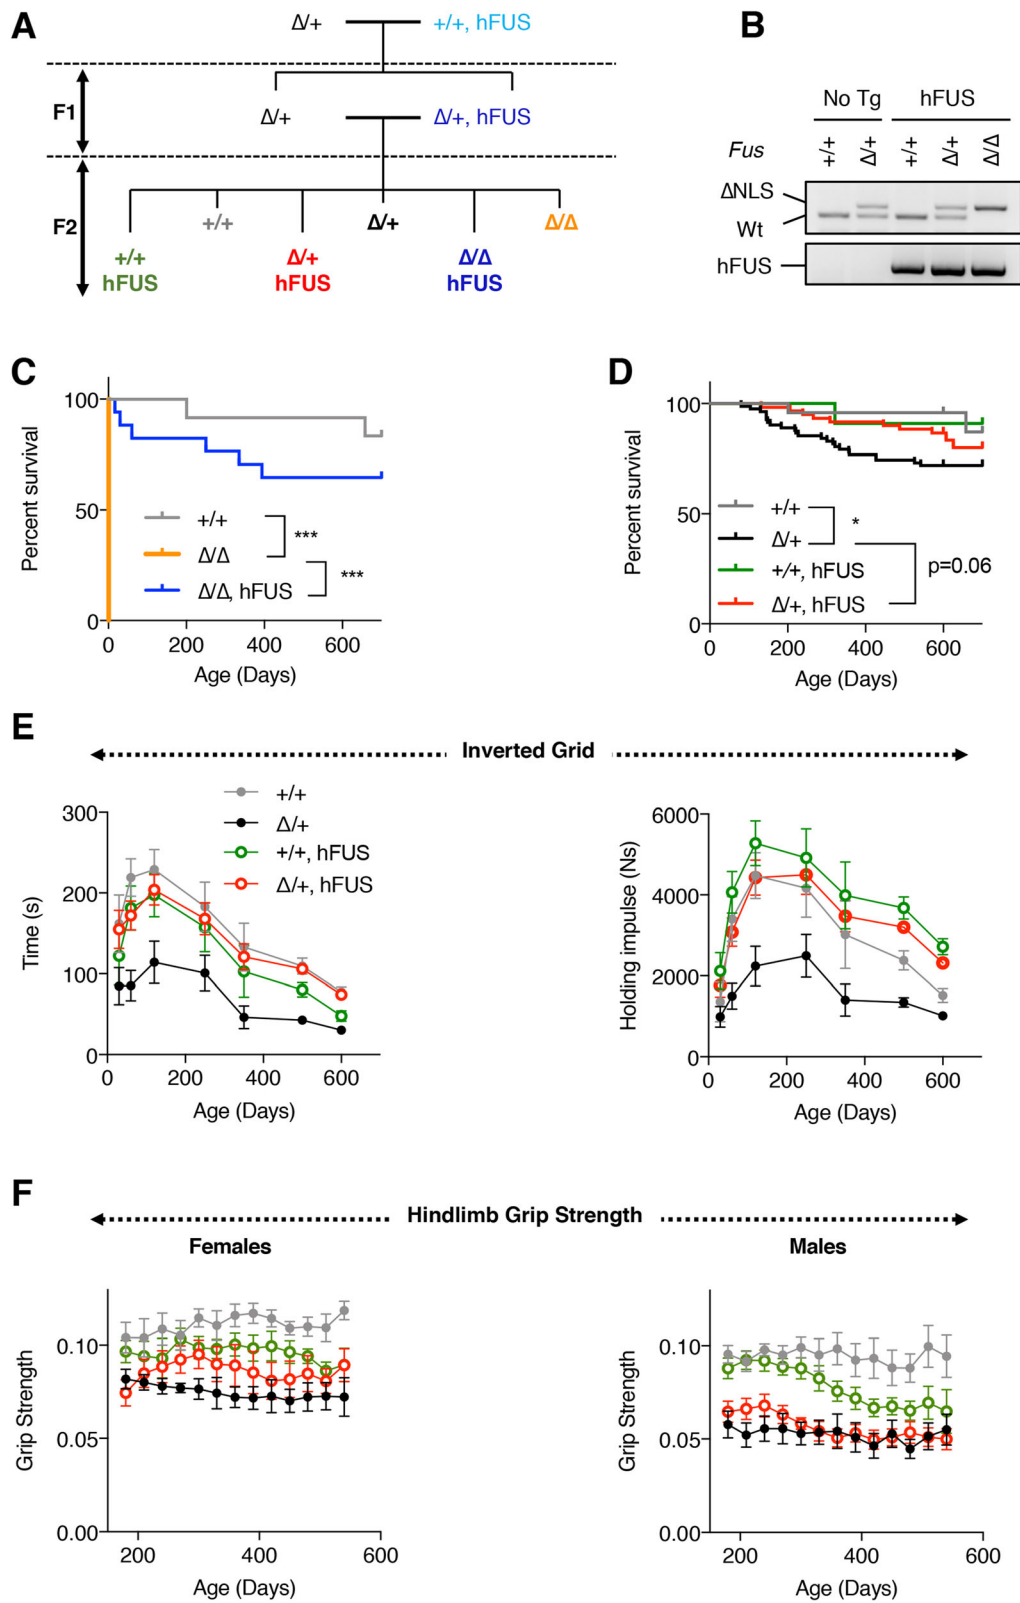 A
Δ/+
+/+, hFUS
F1
Δ/+
Δ/+, hFUS
F2
+/+
Δ/+
Δ/Δ
+/+
hFUS
Δ/+
hFUS
Δ/Δ
hFUS
B
No Tg
hFUS
Fus
+/+
Δ/+
+/+
Δ/+
Δ/Δ
ΔNLS
Wt
hFUS
C
Percent survival
100
50
0
0
200
400
600
Age (Days)
+/+
Δ/Δ
Δ/Δ, hFUS
***
***
D
Percent survival
100
50
0
0
200
400
600
Age (Days)
+/+
Δ/+
+/+, hFUS
Δ/+, hFUS
*
p=0.06
E
Inverted Grid
+/+
Δ/+
+/+, hFUS
Δ/+, hFUS
Time (s)
300
200
100
0
0
200
400
600
Age (Days)
Holding impulse (Ns)
6000
4000
2000
0
0
200
400
600
Age (Days)
F
Hindlimb Grip Strength
Females
Grip Strength
0.10
0.05
0.00
200
400
600
Age (Days)
Males
Grip Strength
0.10
0.05
0.00
200
400
600
Age (Days)